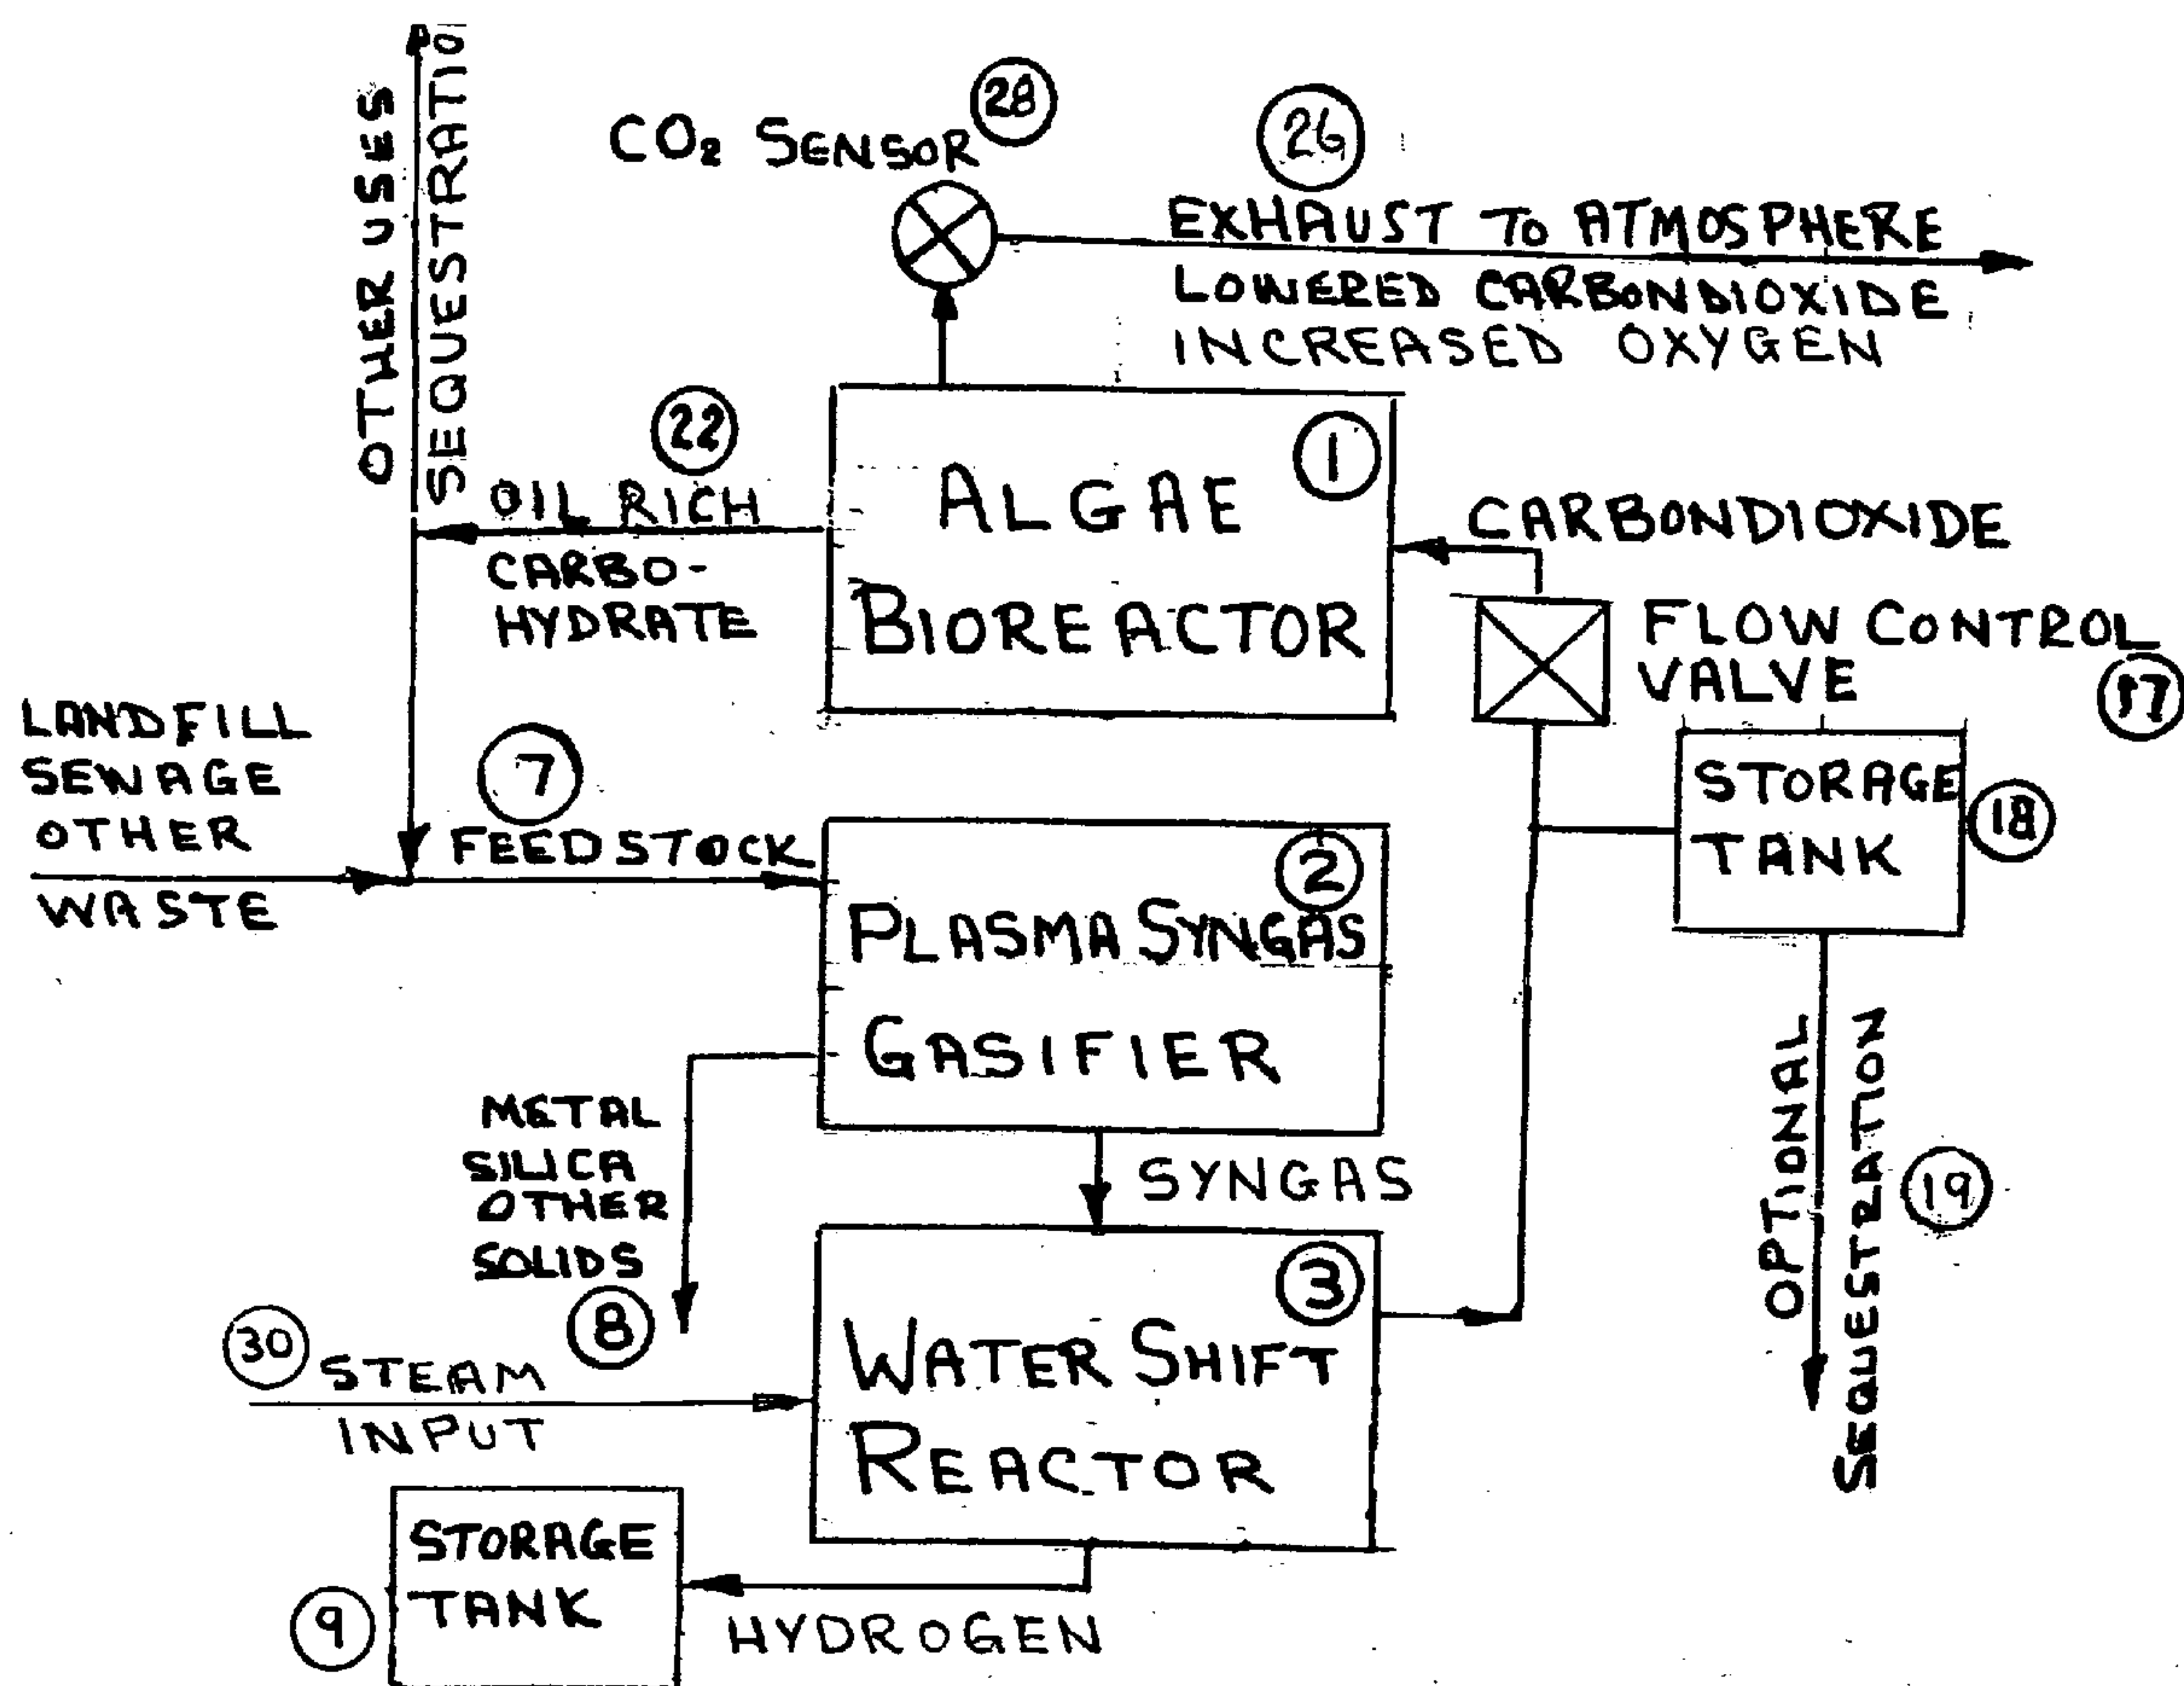 OTHER USES
SEQUESTRATIO
CO₂ SENSOR
28
26
EXHAUST TO ATMOSPHERE
LOWERED CARBONDIOXIDE
INCREASED OXYGEN
22
OIL RICH
CARBO-
HYDRATE
1
ALGAE
BIOREACTOR
CARBONDIOXIDE
FLOW CONTROL
VALVE
17
LANDFILL
SEWAGE
OTHER
WASTE
7
FEEDSTOCK
2
PLASMA SYNGAS
GASIFIER
STORAGE
TANK
18
METAL
SILICA
OTHER
SOLIDS
8
SYNGAS
OPTIONAL
SEQUESTRATION
19
30
STEAM
INPUT
3
WATER SHIFT
REACTOR
STORAGE
TANK
9
HYDROGEN